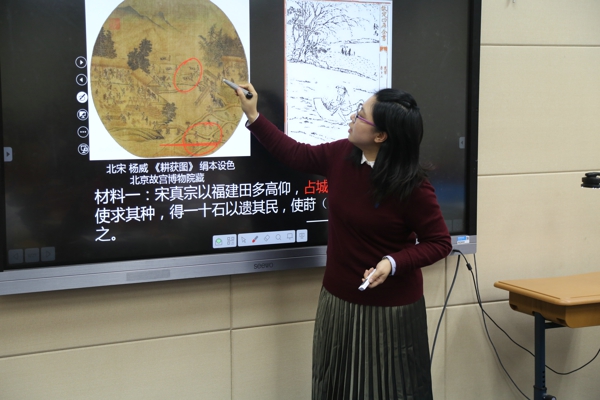 北宋 杨威 《耕获图》 绢本设色
北京故宫博物院藏
材料一：宋真宗以福建田多高仰，占城
使求其种，得一十石以遗其民，使莳（
之。